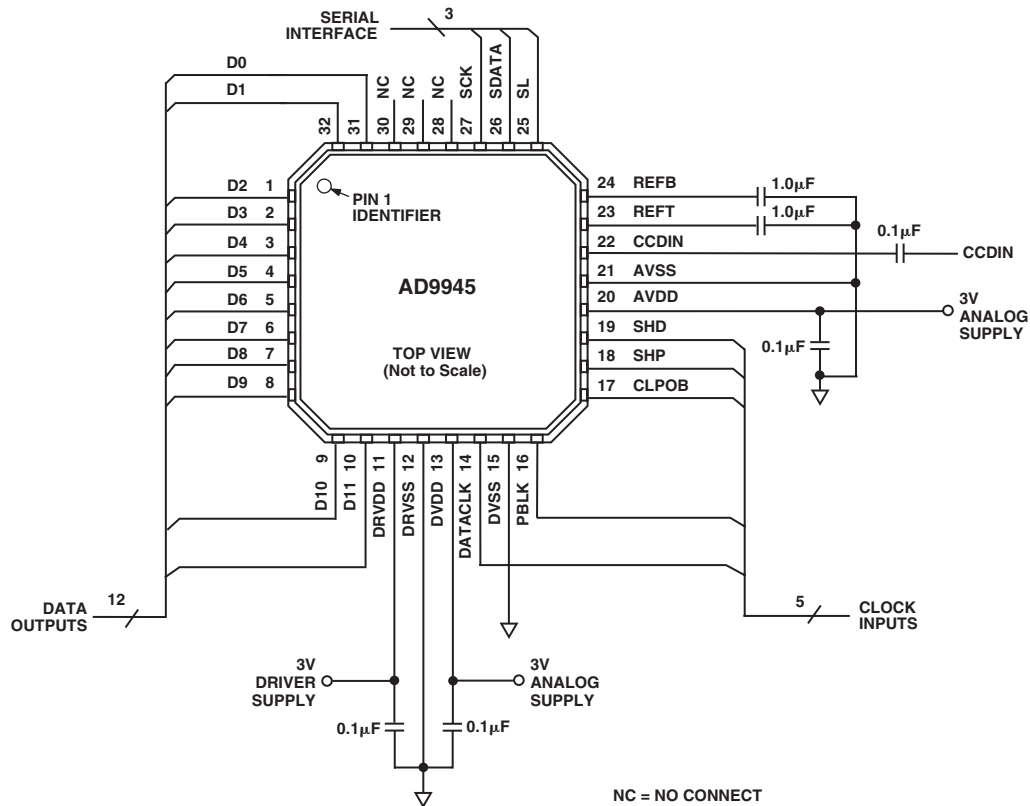 SERIAL
INTERFACE
3
D0
D1
NC
NC
NC
SCK
SDATA
SL
32
31
30
29
28
27
26
25
D2 1
D3 2
D4 3
D5 4
D6 5
D7 6
D8 7
D9 8
PIN 1
IDENTIFIER
AD9945
TOP VIEW
(Not to Scale)
24 REFB
23 REFT
22 CCDIN
21 AVSS
20 AVDD
19 SHD
18 SHP
17 CLPOB
1.0μF
1.0μF
0.1μF
CCDIN
3V
ANALOG
SUPPLY
0.1μF
D10 9
D11 10
DRVDD 11
DRVSS 12
DVDD 13
DATACLK 14
DVSS 15
PBLK 16
DATA
OUTPUTS
12
5
CLOCK
INPUTS
3V
DRIVER
SUPPLY
3V
ANALOG
SUPPLY
0.1μF
0.1μF
NC = NO CONNECT